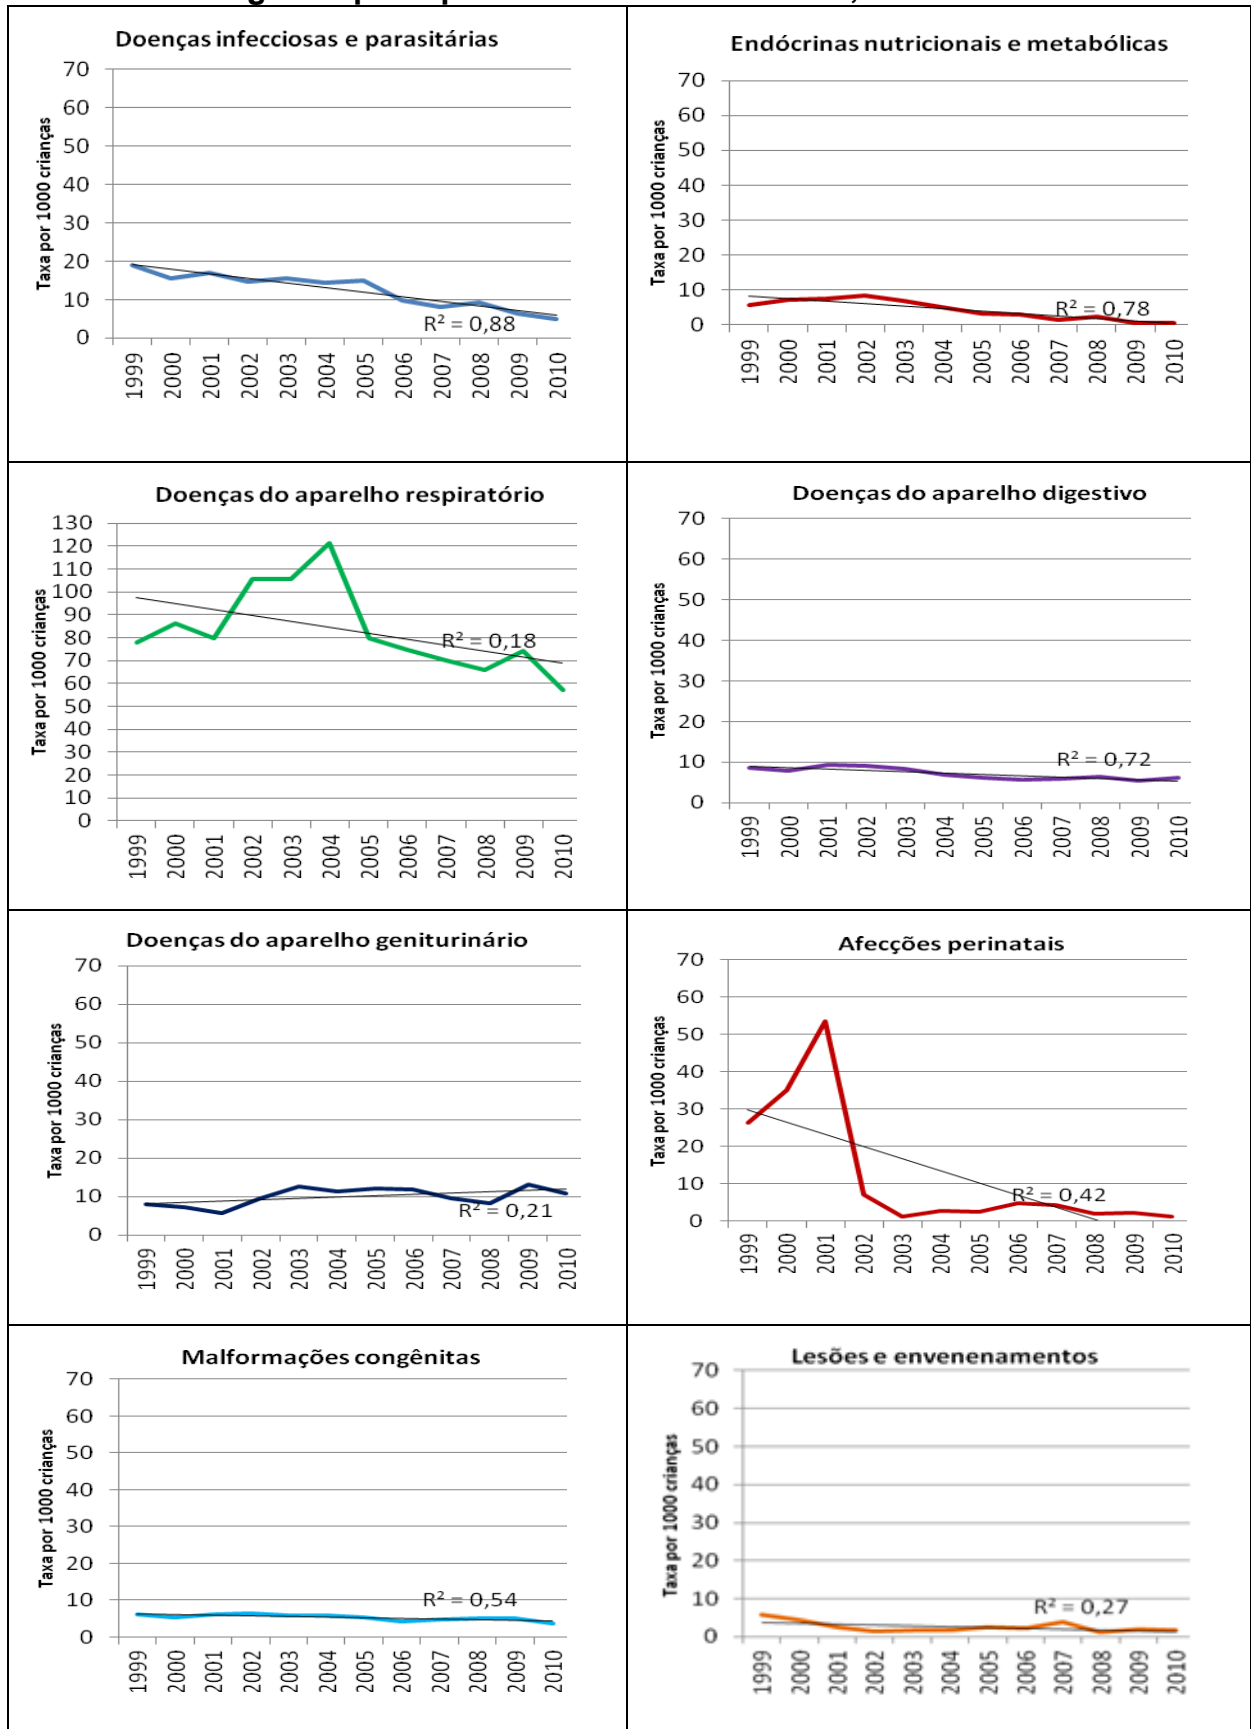 Doenças infecciosas e parasitárias
Taxa por 1000 crianças
70
60
50
40
30
20
10
0
R² = 0,88
1999 2000 2001 2002 2003 2004 2005 2006 2007 2008 2009 2010
Endócrinas nutricionais e metabólicas
Taxa por 1000 crianças
70
60
50
40
30
20
10
0
R² = 0,78
1999 2000 2001 2002 2003 2004 2005 2006 2007 2008 2009 2010
Doenças do aparelho respiratório
Taxa por 1000 crianças
130
120
110
100
90
80
70
60
50
40
30
20
10
0
R² = 0,18
1999 2000 2001 2002 2003 2004 2005 2006 2007 2008 2009 2010
Doenças do aparelho digestivo
Taxa por 1000 crianças
70
60
50
40
30
20
10
0
R² = 0,72
1999 2000 2001 2002 2003 2004 2005 2006 2007 2008 2009 2010
Doenças do aparelho geniturinário
Taxa por 1000 crianças
70
60
50
40
30
20
10
0
R² = 0,21
1999 2000 2001 2002 2003 2004 2005 2006 2007 2008 2009 2010
Afecções perinatais
Taxa por 1000 crianças
70
60
50
40
30
20
10
0
R² = 0,42
1999 2000 2001 2002 2003 2004 2005 2006 2007 2008 2009 2010
Malformações congênitas
Taxa por 1000 crianças
70
60
50
40
30
20
10
0
R² = 0,54
1999 2000 2001 2002 2003 2004 2005 2006 2007 2008 2009 2010
Lesões e envenenamentos
Taxa por 1000 crianças
70
60
50
40
30
20
10
0
R² = 0,27
1999 2000 2001 2002 2003 2004 2005 2006 2007 2008 2009 2010